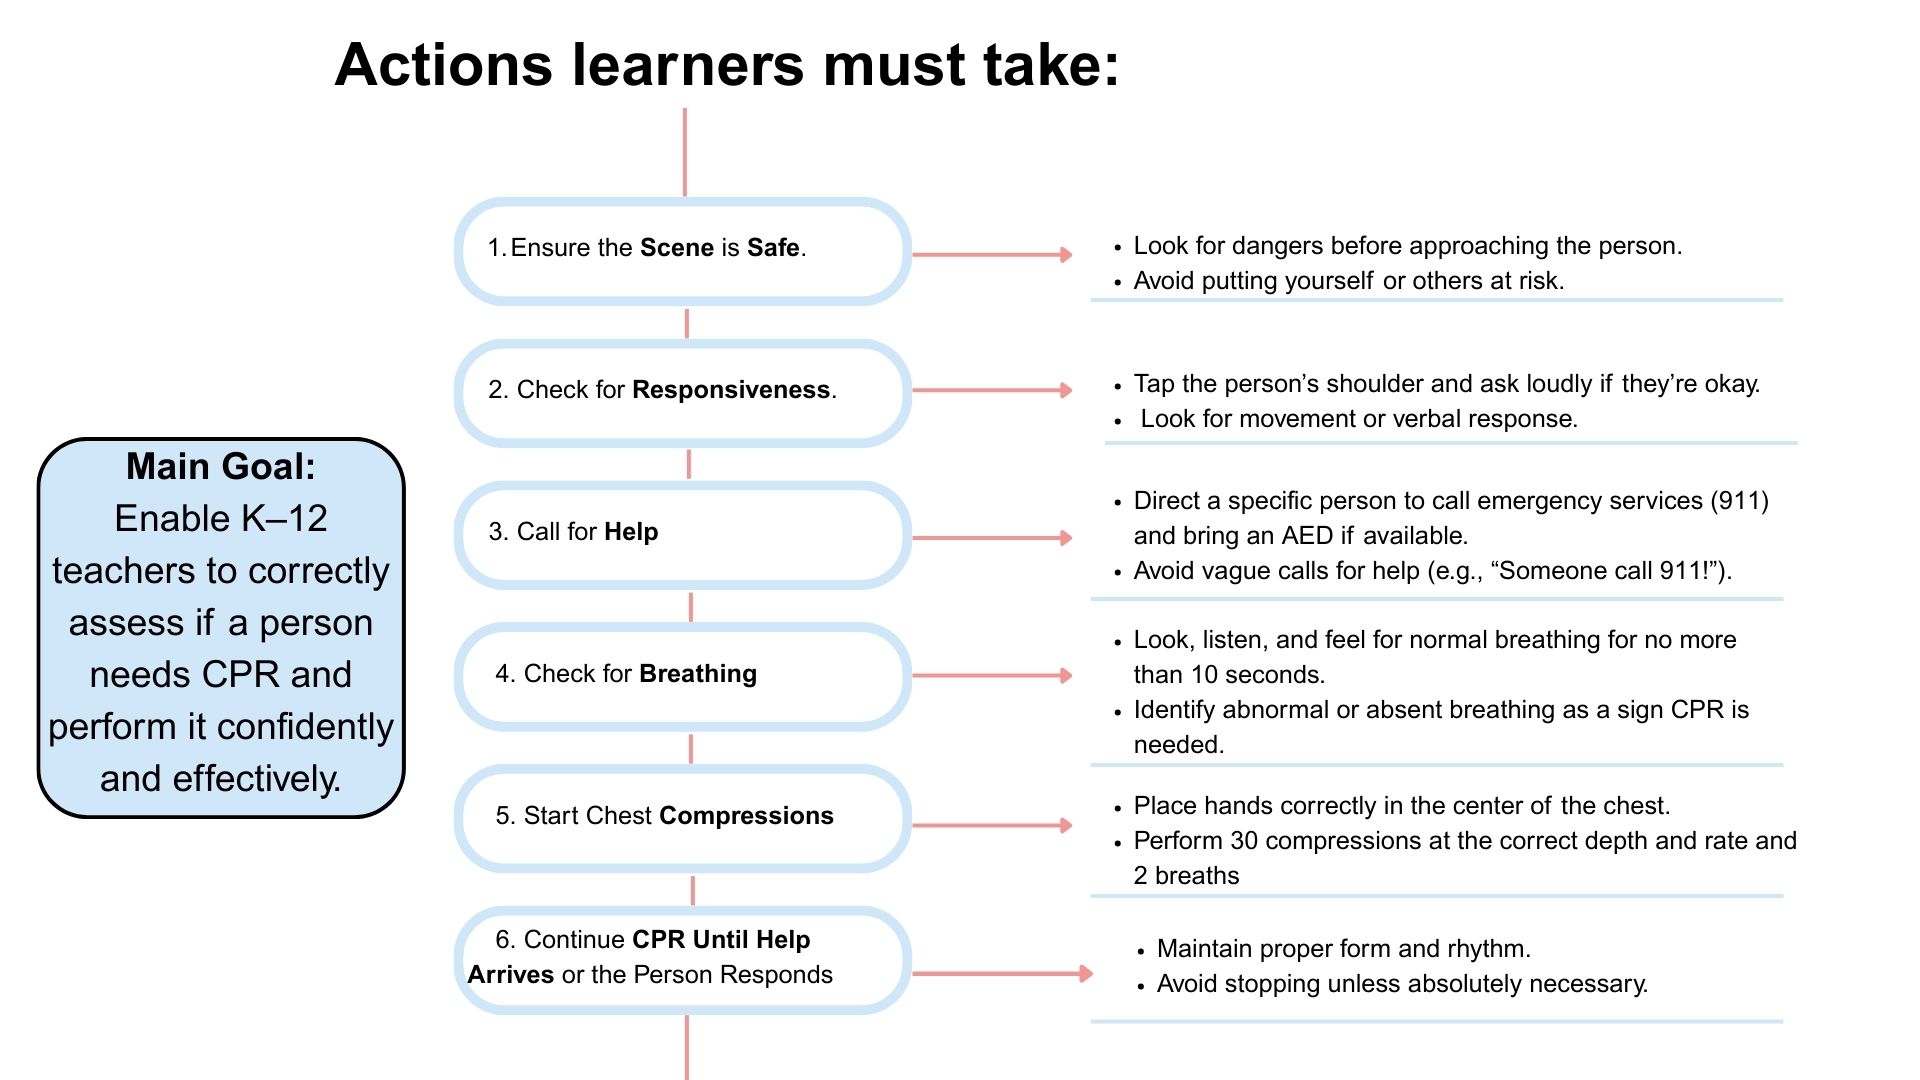 Actions learners must take:
Main Goal:
Enable K–12
teachers to correctly
assess if a person
needs CPR and
perform it confidently
and effectively.
1. Ensure the Scene is Safe.
• Look for dangers before approaching the person.
• Avoid putting yourself or others at risk.
2. Check for Responsiveness.
• Tap the person’s shoulder and ask loudly if they’re okay.
• Look for movement or verbal response.
3. Call for Help
• Direct a specific person to call emergency services (911)
and bring an AED if available.
• Avoid vague calls for help (e.g., “Someone call 911!”).
4. Check for Breathing
• Look, listen, and feel for normal breathing for no more
than 10 seconds.
• Identify abnormal or absent breathing as a sign CPR is
needed.
5. Start Chest Compressions
• Place hands correctly in the center of the chest.
• Perform 30 compressions at the correct depth and rate and
2 breaths
6. Continue CPR Until Help
Arrives or the Person Responds
• Maintain proper form and rhythm.
• Avoid stopping unless absolutely necessary.